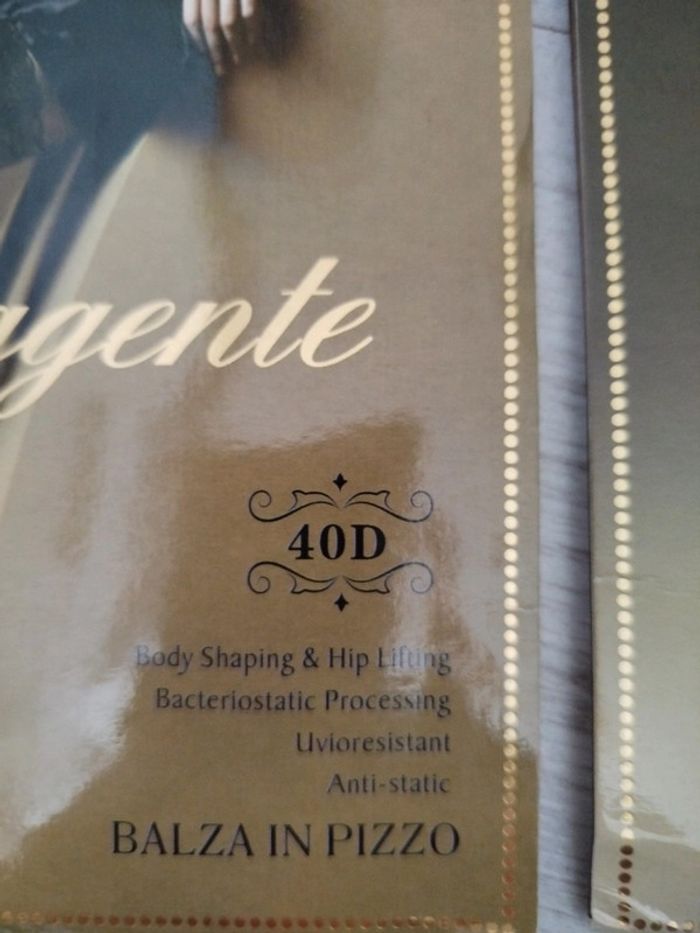 agente
40D
Body Shaping & Hip Lifting
Bacteriostatic Processing
Uvioresistant
Anti-static
BALZA IN PIZZO